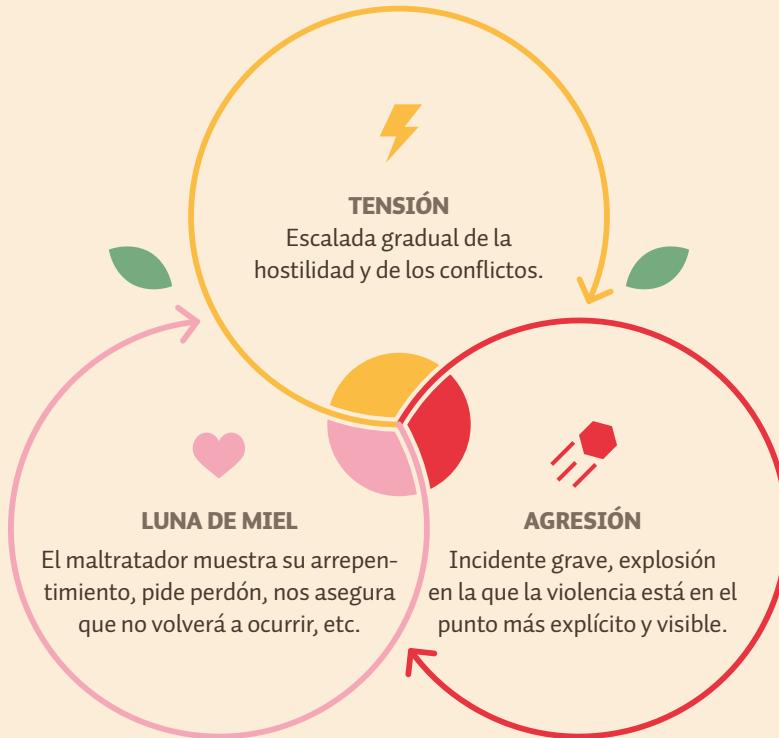 TENSIÓN
Escalada gradual de la
hostilidad y de los conflictos.
LUNA DE MIEL
El maltratador muestra su arrepen-
timiento, pide perdón, nos asegura
que no volverá a ocurrir, etc.
AGRESIÓN
Incidente grave, explosión
en la que la violencia está en el
punto más explícito y visible.